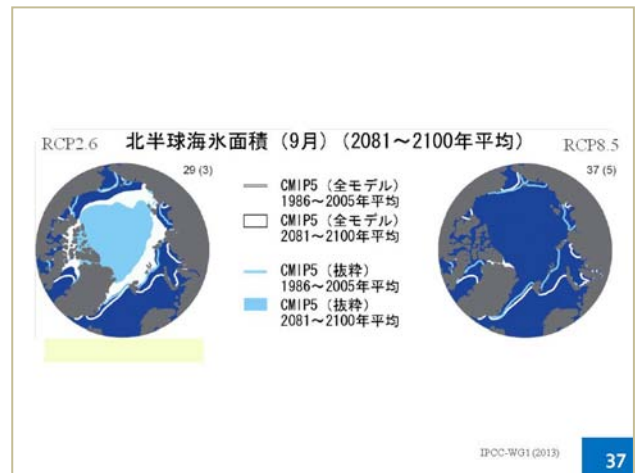 RCP2.6
北半球海氷面積(9月)(2081~2100年平均)
RCP8.5
29 (3)
37 (5)
CMIP5(全モデル)
1986~2005年平均
CMIP5(全モデル)
2081~2100年平均
CMIP5(抜粋)
1986~2005年平均
CMIP5(抜粋)
2081~2100年平均
IPCC-WG1 (2013)
37